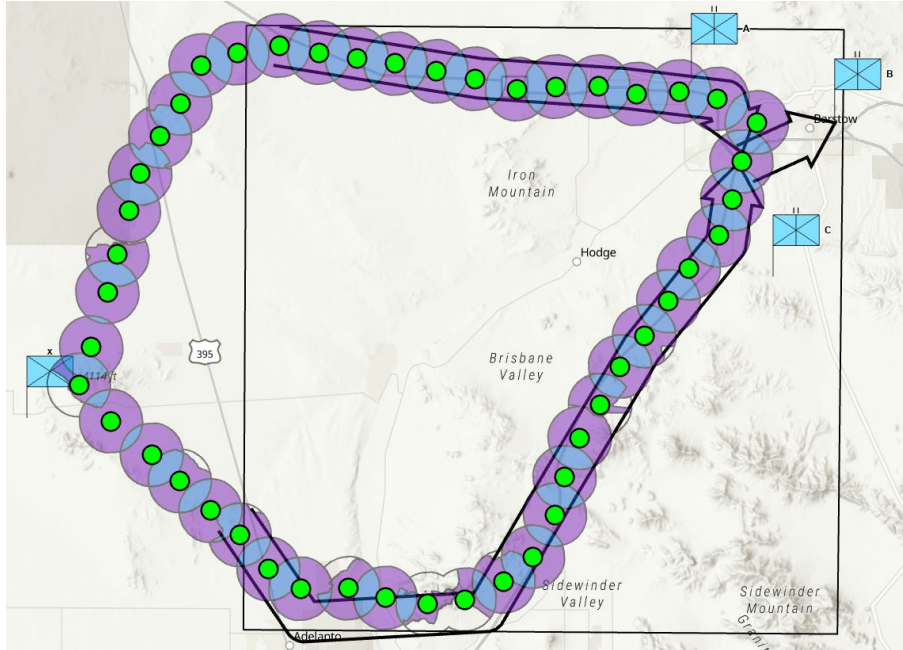 II
A
II
B
Barstow
Iron
Mountain
II
C
Hodge
395
x
1114 ft
Brisbane
Valley
Sidewinder
Valley
Sidewinder
Mountain
Adelanto